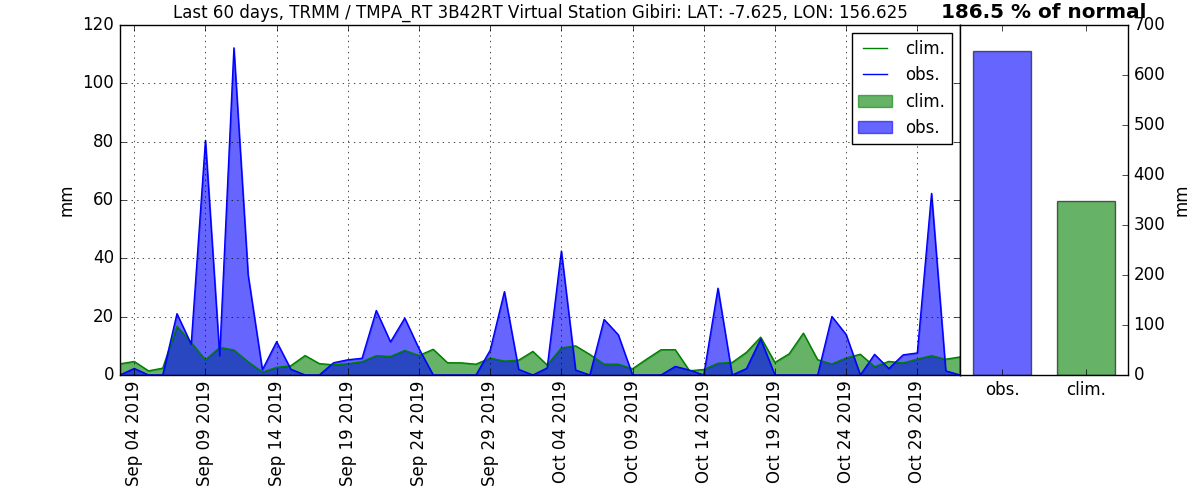 Last 60 days, TRMM / TMPA_RT 3B42RT Virtual Station Gibiri: LAT: -7.625, LON: 156.625
186.5 % of normal
120
100
80
60
40
20
0
mm
clim.
obs.
clim.
obs.
700
600
500
400
300
200
100
0
mm
obs.
clim.
Sep 04 2019
Sep 09 2019
Sep 14 2019
Sep 19 2019
Sep 24 2019
Sep 29 2019
Oct 04 2019
Oct 09 2019
Oct 14 2019
Oct 19 2019
Oct 24 2019
Oct 29 2019